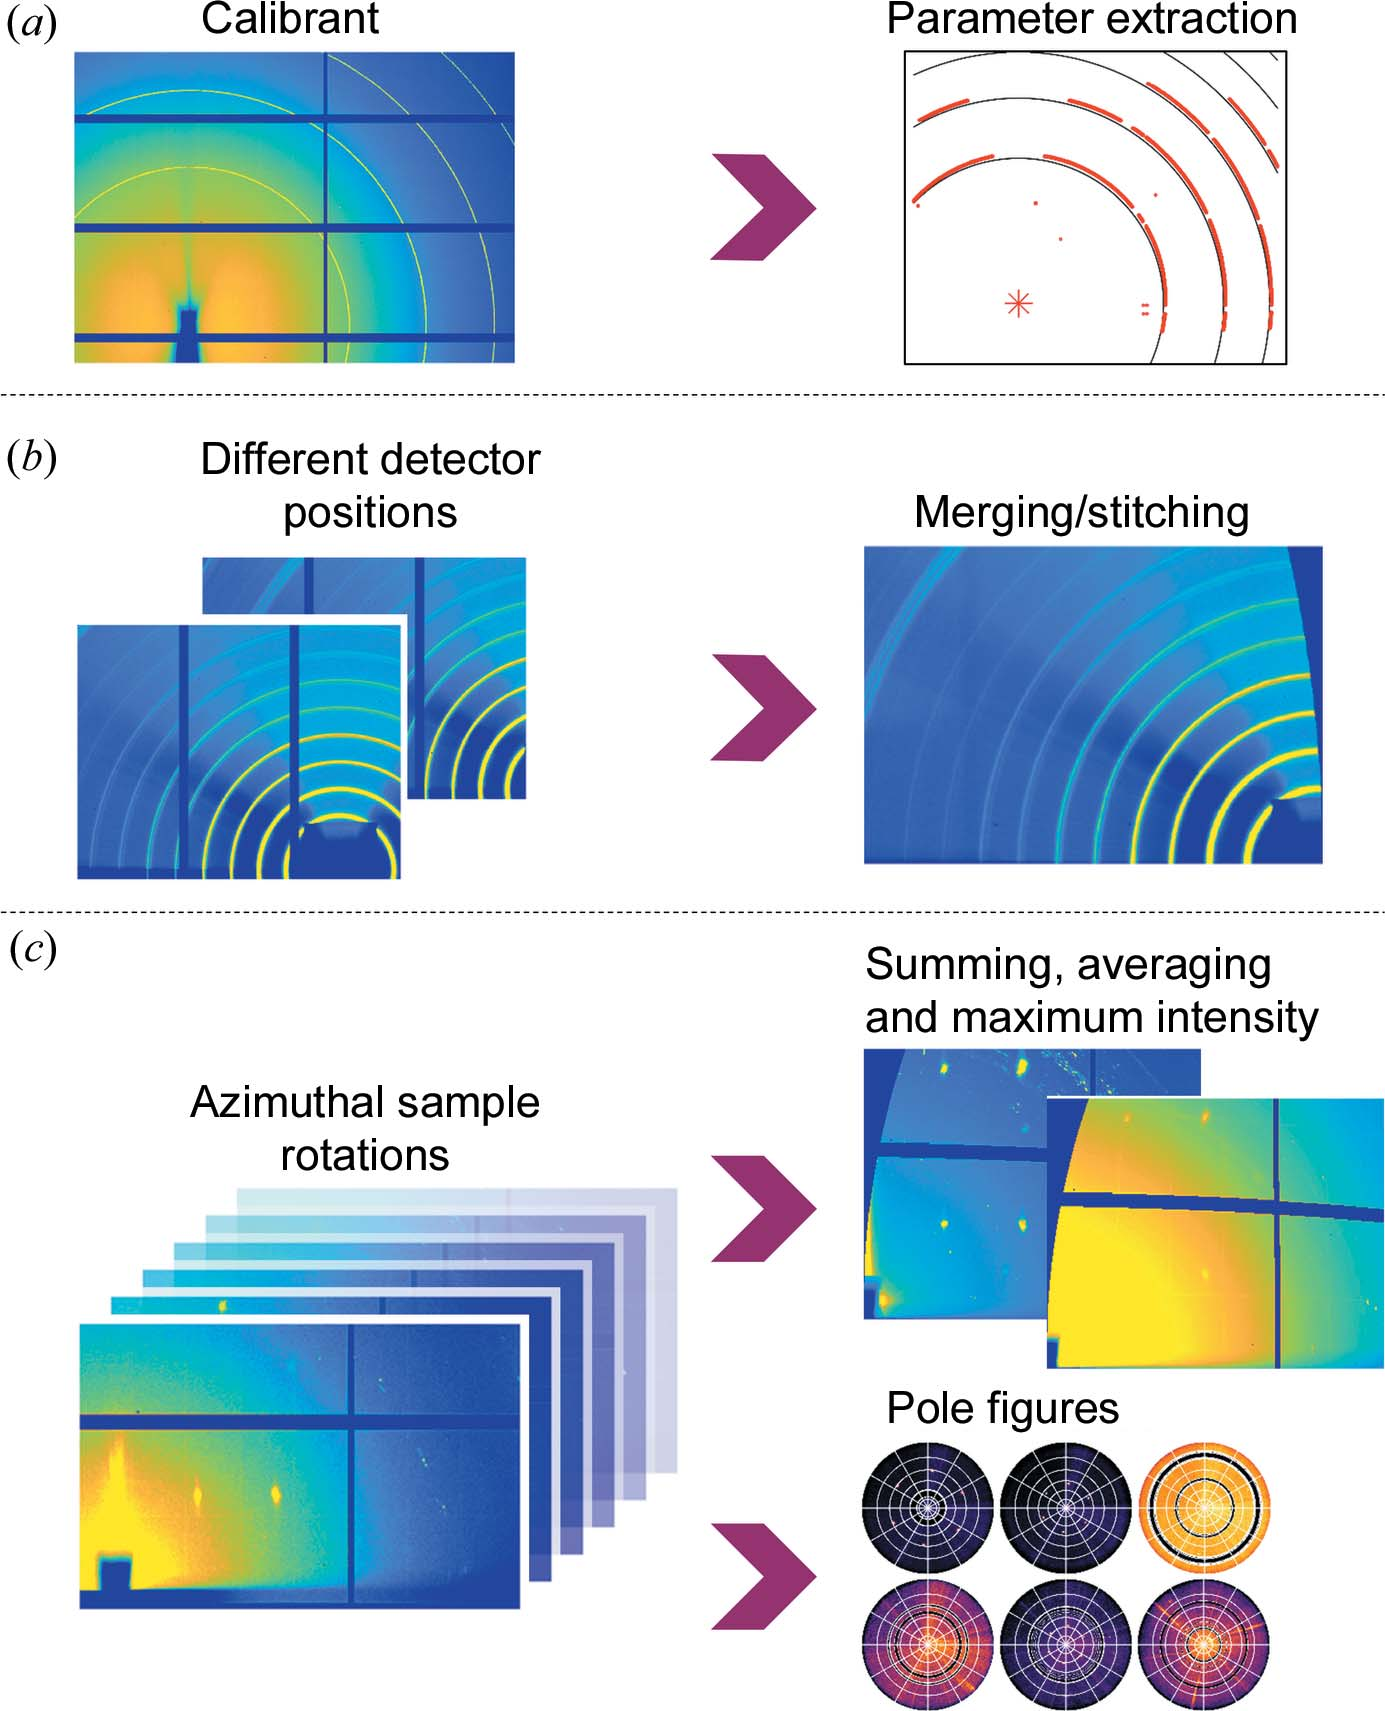 (a)
Calibrant
Parameter extraction
(b)
Different detector
positions
Merging/stitching
(c)
Summing, averaging
and maximum intensity
Azimuthal sample
rotations
Pole figures